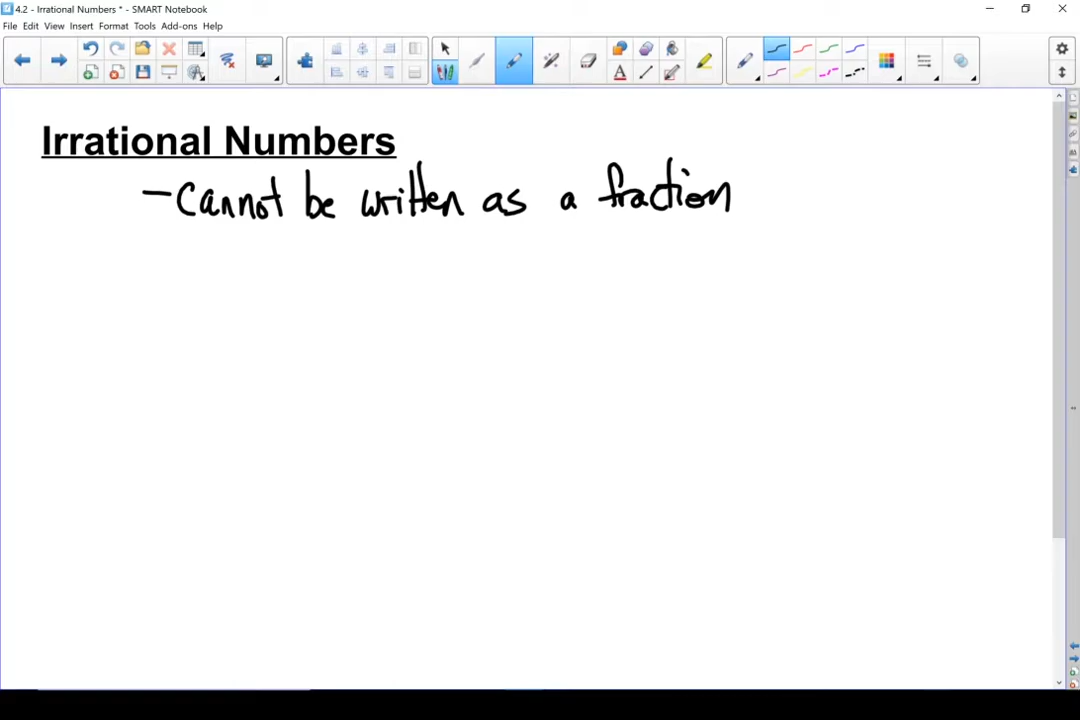 4.2 - Irrational Numbers * - SMART Notebook
File Edit View Insert Format Tools Add-ons Help
Irrational Numbers
- Cannot be written as a fraction